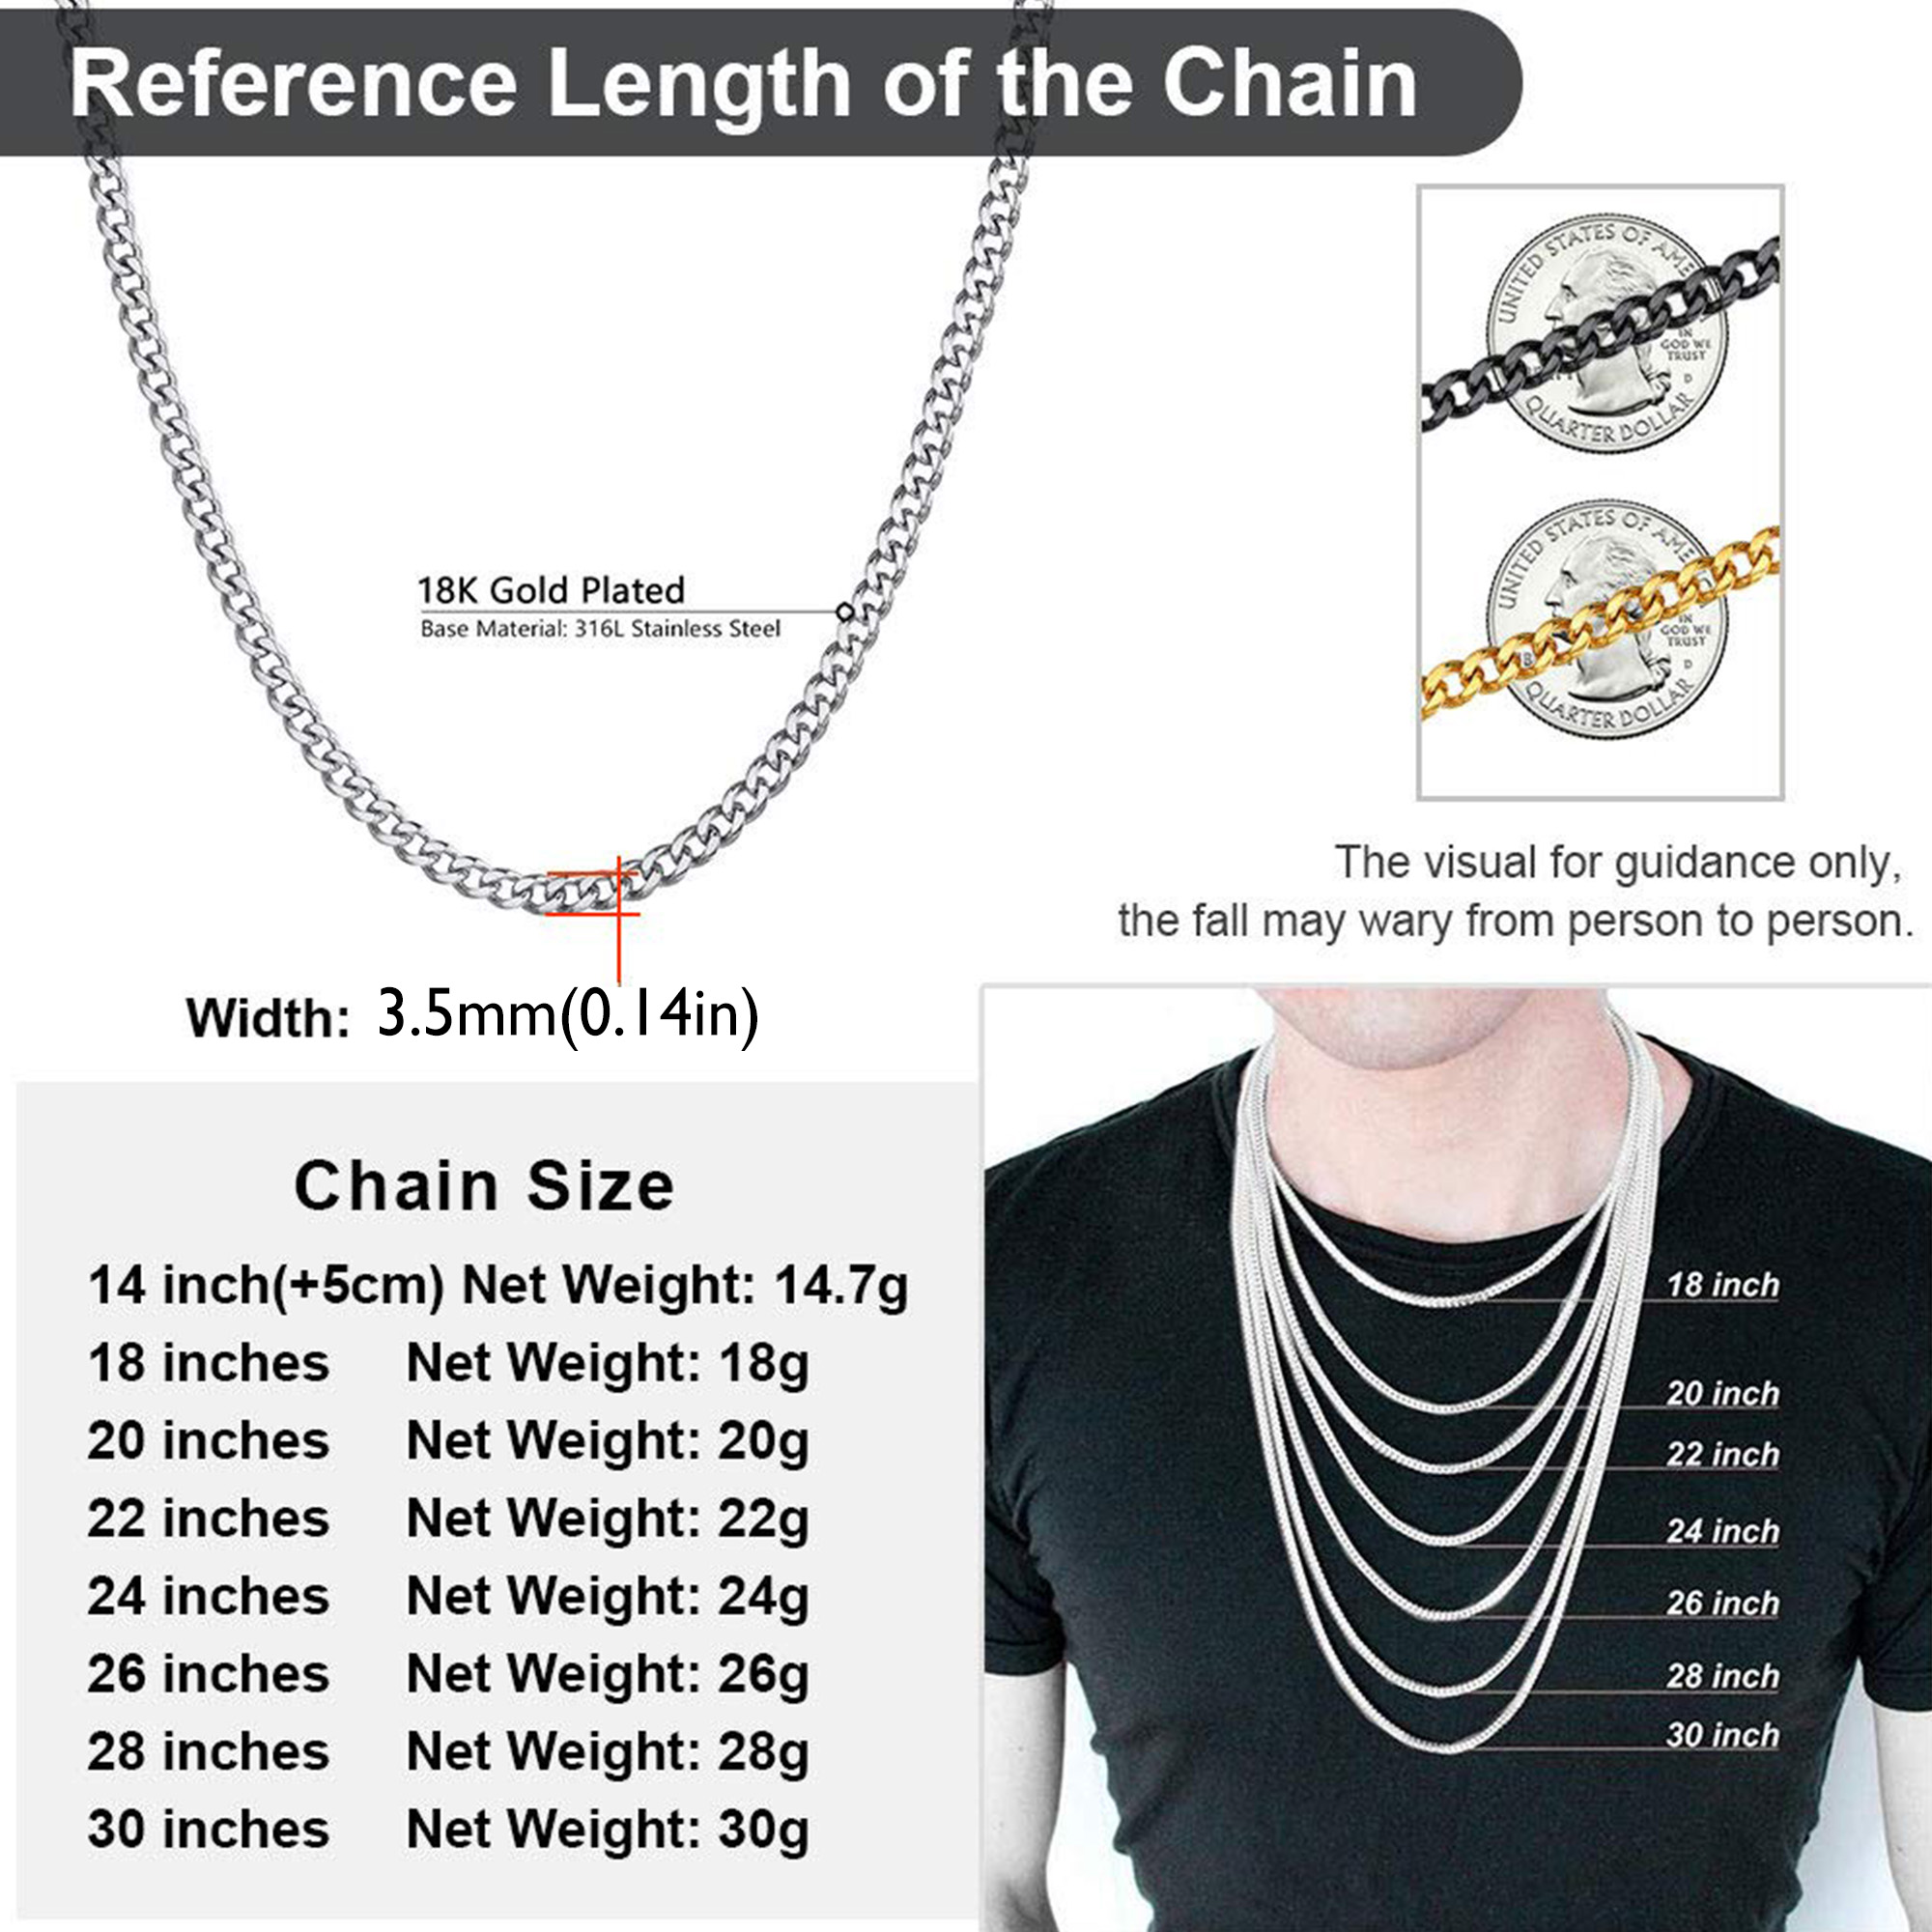 Reference Length of the Chain
UNITED STATES OF AME
IN
GOD WE
TRUST
D
QUARTER DOLLAR
18K Gold Plated
Base Material: 316L Stainless Steel
UNITED STATES OF AME
IN
GOD WE
TRUST
D
QUARTER DOLLAR
The visual for guidance only,
the fall may wary from person to person.
Width: 3.5mm(0.14in)
Chain Size
14 inch(+5cm) Net Weight: 14.7g
18 inches Net Weight: 18g
20 inches Net Weight: 20g
22 inches Net Weight: 22g
24 inches Net Weight: 24g
26 inches Net Weight: 26g
28 inches Net Weight: 28g
30 inches Net Weight: 30g
18 inch
20 inch
22 inch
24 inch
26 inch
28 inch
30 inch